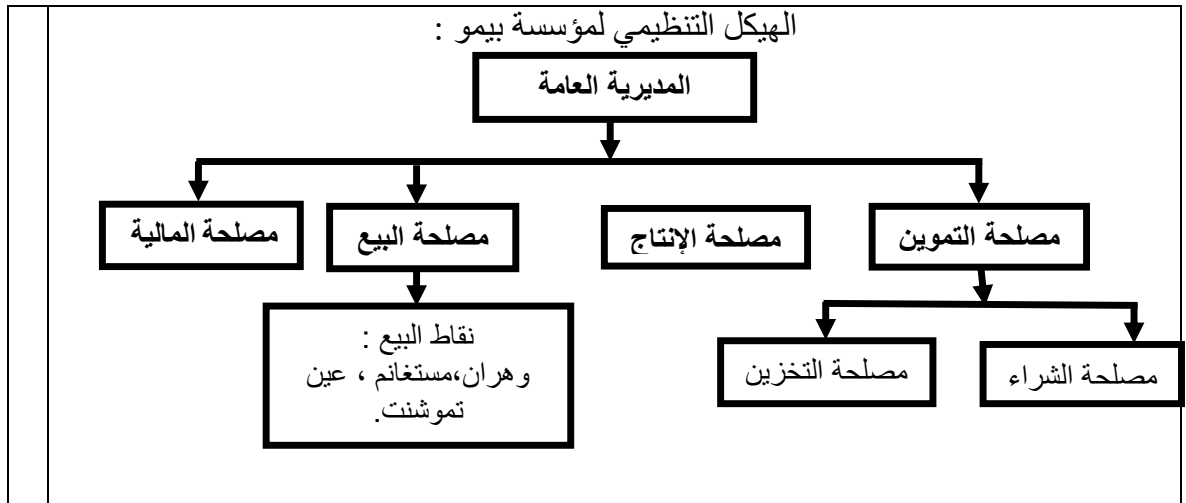 الهيكل التنظيمي لمؤسسة بيمو :
المديرية العامة
مصلحة التموين
مصلحة الإنتاج
مصلحة البيع
مصلحة المالية
مصلحة الشراء
مصلحة التخزين
نقاط البيع :
وهران،مستغانم ، عين
تموشنت.